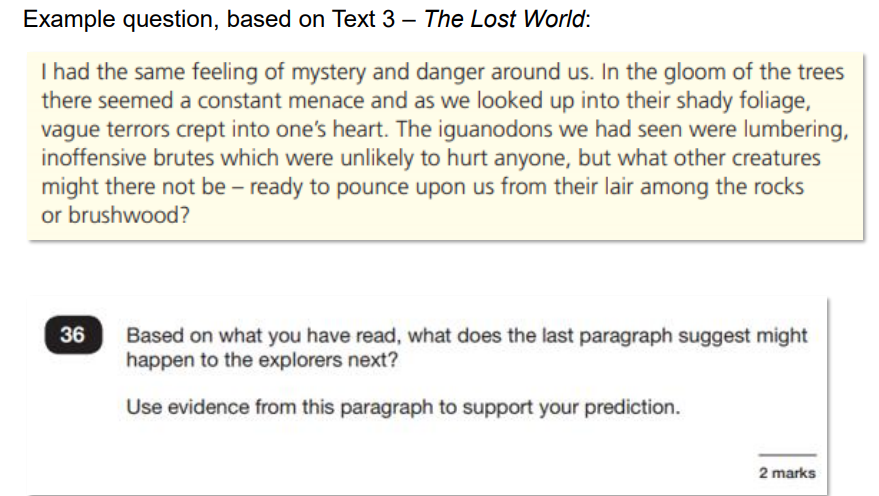 Example question, based on Text 3 – The Lost World:
I had the same feeling of mystery and danger around us. In the gloom of the trees
there seemed a constant menace and as we looked up into their shady foliage,
vague terrors crept into one’s heart. The iguanodons we had seen were lumbering,
inoffensive brutes which were unlikely to hurt anyone, but what other creatures
might there not be – ready to pounce upon us from their lair among the rocks
or brushwood?
36
Based on what you have read, what does the last paragraph suggest might
happen to the explorers next?
Use evidence from this paragraph to support your prediction.
2 marks